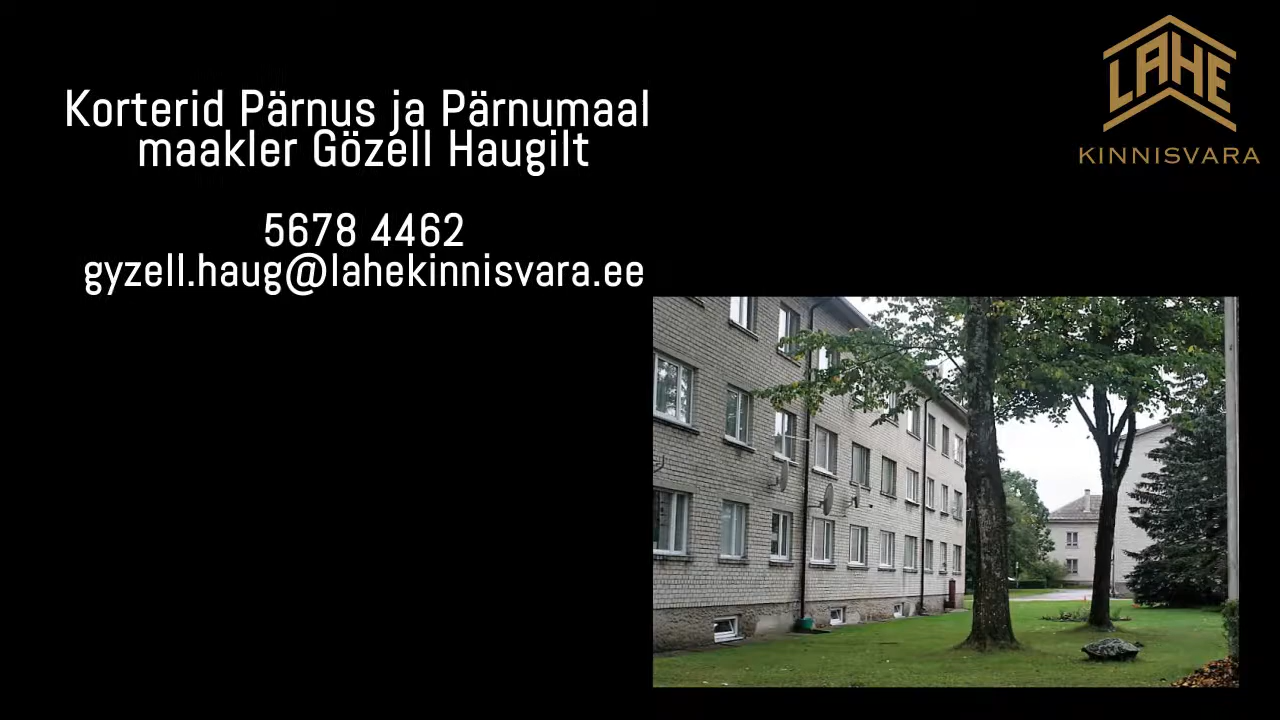 Korterid Pärnus ja Pärnumaal
maakler Gözell Haugilt
5678 4462
gyzell.haug@lahekinnisvara.ee
LAHE
KINNISVARA